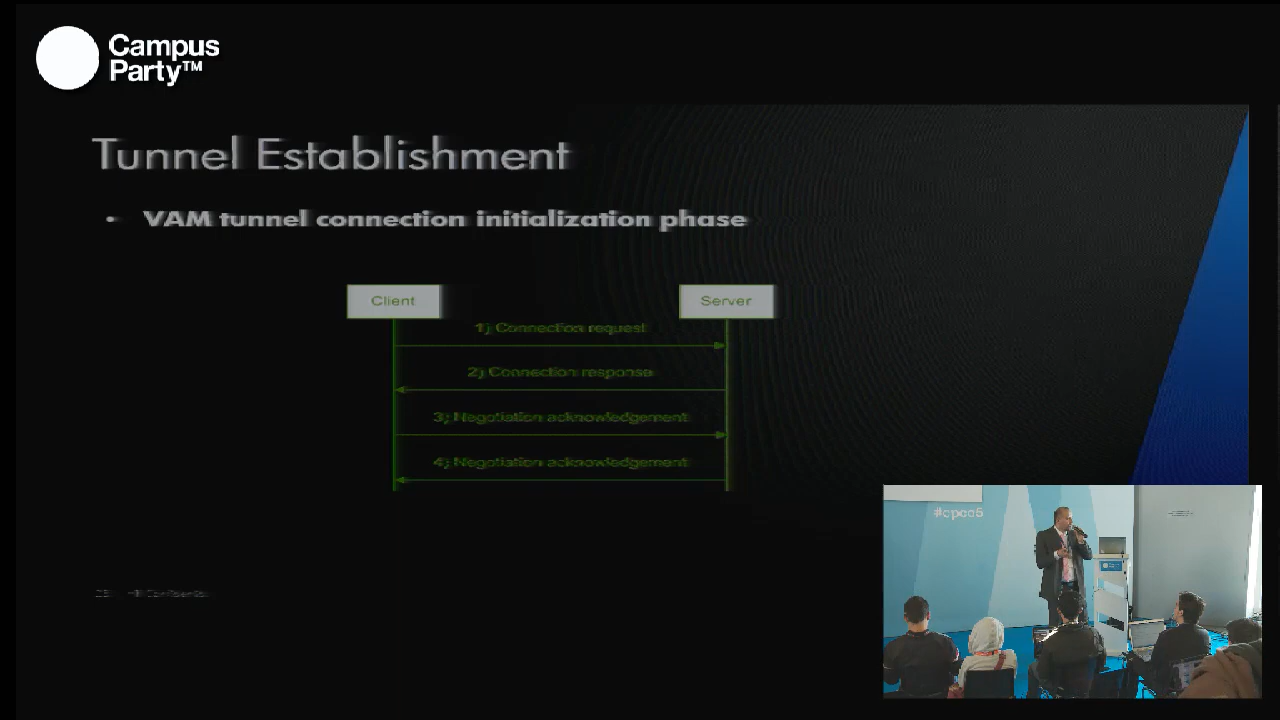 Campus
Party™
Tunnel Establishment
• VAM tunnel connection initialization phase
Client
Server
1) Connection request
2) Connection response
3) Negotiation acknowledgement
4) Negotiation acknowledgement
Confidential